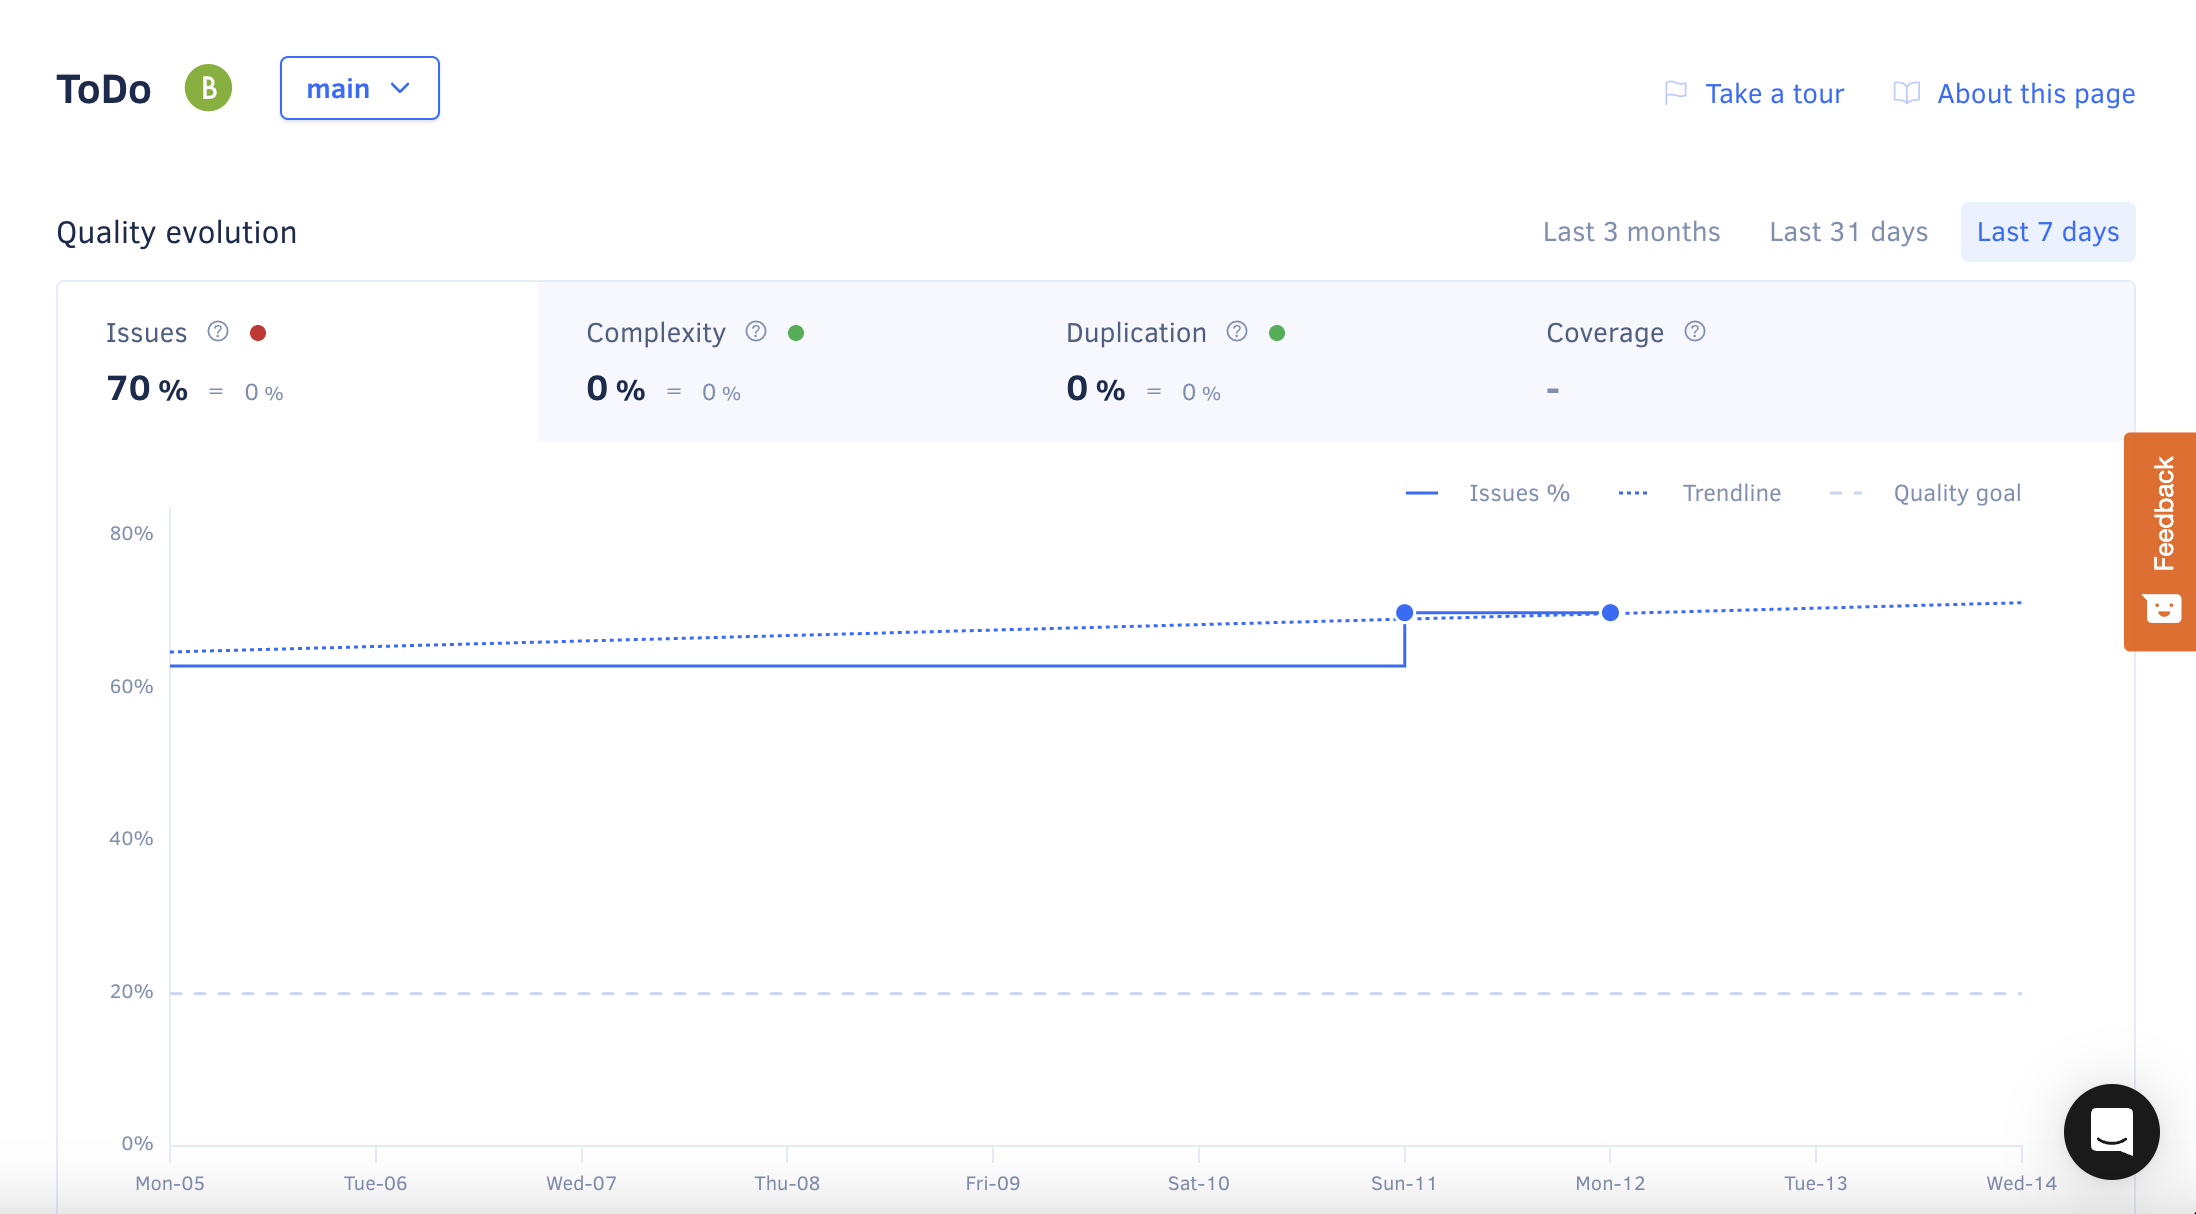 ToDo B main
Take a tour About this page
Quality evolution
Last 3 months Last 31 days Last 7 days
Issues ? Complexity ? Duplication ? Coverage ?
70 % = 0 % 0 % = 0 % 0 % = 0 % -
Feedback
Issues % Trendline Quality goal
80%
60%
40%
20%
0%
Mon-05 Tue-06 Wed-07 Thu-08 Fri-09 Sat-10 Sun-11 Mon-12 Tue-13 Wed-14